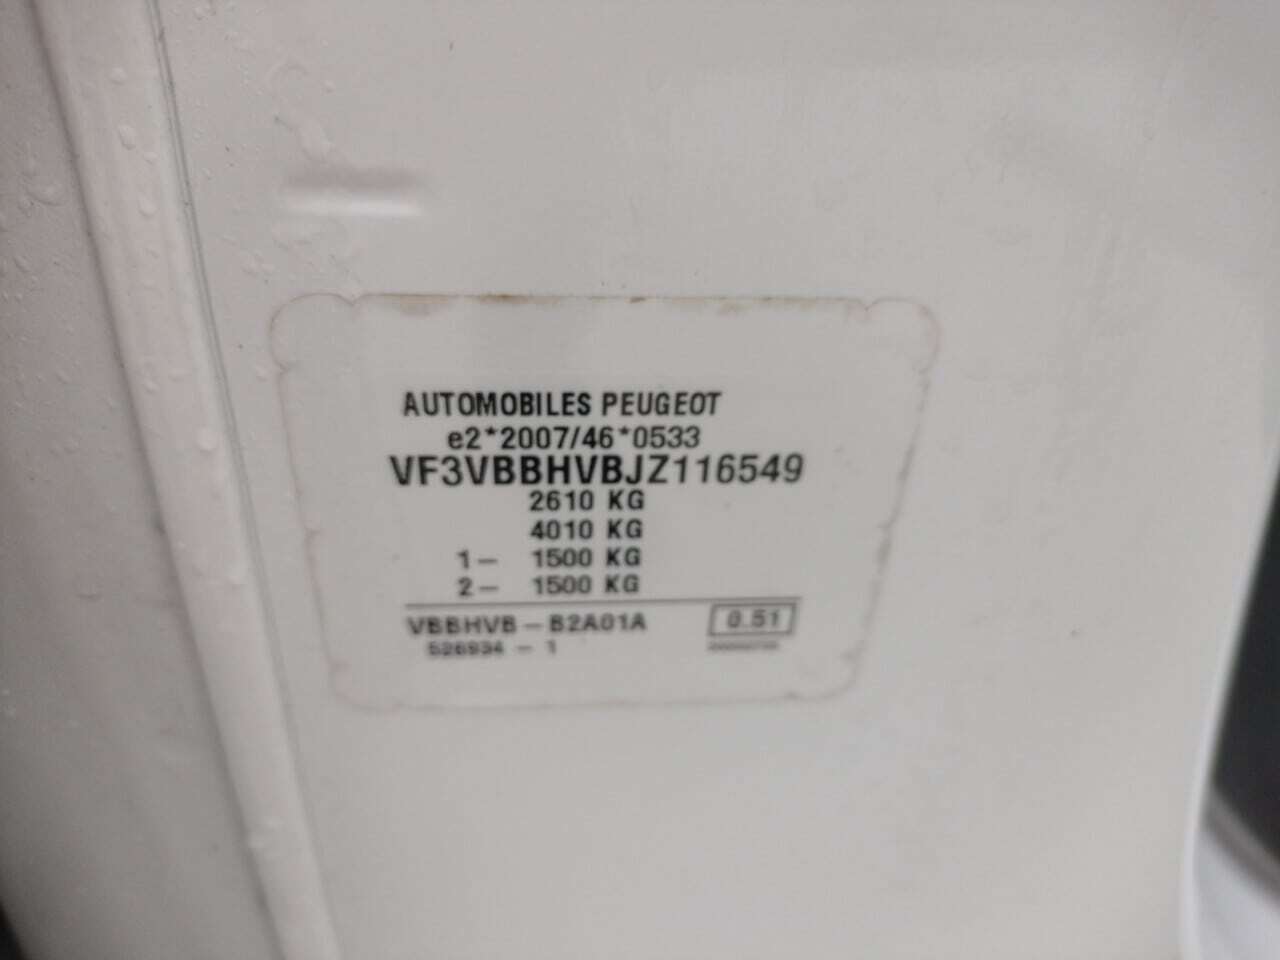 AUTOMOBILES PEUGEOT
e2*2007/46*0533
VF3VBBHVBJZ116549
2610 KG
4010 KG
1- 1500 KG
2- 1500 KG
VBBHVB-B2A01A 0.51
526934 - 1